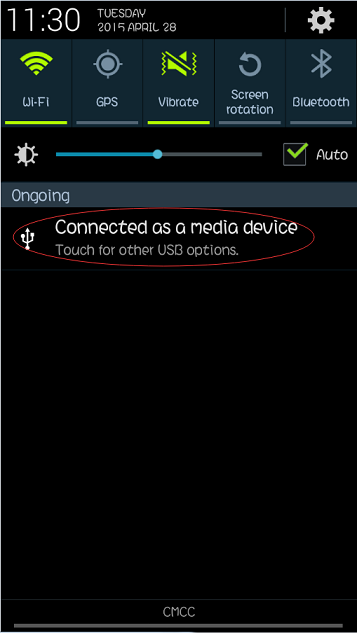 11:30
TUESDAY
2015 APRIL 28
Wi-Fi
GPS
Vibrate
Screen
rotation
Bluetooth
Auto
Ongoing
Connected as a media device
Touch for other USB options.
CMCC